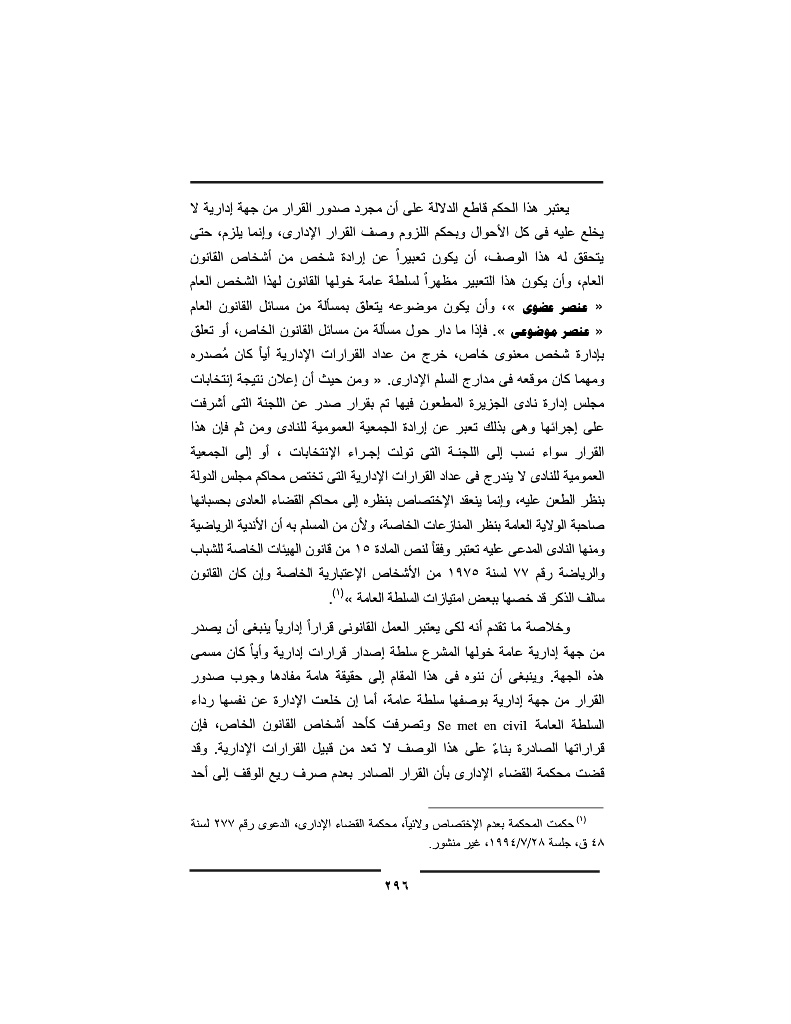 يعتبر هذا الحكم قاطع الدلالة على أن مجرد صدور القرار من جهة إدارية لا
يخلع عليه فى كل الأحوال وبحكم اللزوم وصف القرار الإدارى، وإنما يلزم، حتى
يتحقق له هذا الوصف، أن يكون تعبيراً عن إرادة شخص من أشخاص القانون
العام، وأن يكون هذا التعبير مظهراً لسلطة عامة خولها القانون لهذا الشخص العام
« عنصر عضوى »، وأن يكون موضوعه يتعلق بمسألة من مسائل القانون العام
« عنصر موضوعى ». فإذا ما دار حول مسألة من مسائل القانون الخاص، أو تعلق
بإدارة شخص معنوى خاص، خرج من عداد القرارات الإدارية أياً كان مُصدره
ومهما كان موقعه فى مدارج السلم الإدارى. « ومن حيث أن إعلان نتيجة إنتخابات
مجلس إدارة نادى الجزيرة المطعون فيها تم بقرار صدر عن اللجنة التى أشرفت
على إجرائها وهى بذلك تعبر عن إرادة الجمعية العمومية للنادى ومن ثم فإن هذا
القرار سواء نسب إلى اللجنة التى تولت إجراء الإنتخابات ، أو إلى الجمعية
العمومية للنادى لا يندرج فى عداد القرارات الإدارية التى تختص محاكم مجلس الدولة
بنظر الطعن عليه، وإنما ينعقد الإختصاص بنظره إلى محاكم القضاء العادى بحسبانها
صاحبة الولاية العامة بنظر المنازعات الخاصة، ولأن من المسلم به أن الأندية الرياضية
ومنها النادى المدعى عليه تعتبر وفقاً لنص المادة ١٥ من قانون الهيئات الخاصة للشباب
والرياضة رقم ٧٧ لسنة ١٩٧٥ من الأشخاص الإعتبارية الخاصة وإن كان القانون
سالف الذكر قد خصها ببعض امتيازات السلطة العامة »(١).
وخلاصة ما تقدم أنه لكى يعتبر العمل القانونى قراراً إدارياً ينبغى أن يصدر
من جهة إدارية عامة خولها المشرع سلطة إصدار قرارات إدارية وأياً كان مسمى
هذه الجهة. وينبغى أن ننوه فى هذا المقام إلى حقيقة هامة مفادها وجوب صدور
القرار من جهة إدارية بوصفها سلطة عامة، أما إن خلعت الإدارة عن نفسها رداء
السلطة العامة Se met en civil وتصرفت كأحد أشخاص القانون الخاص، فإن
قراراتها الصادرة بناءً على هذا الوصف لا تعد من قبيل القرارات الإدارية. وقد
قضت محكمة القضاء الإدارى بأن القرار الصادر بعدم صرف ريع الوقف إلى أحد
(١) حكمت المحكمة بعدم الإختصاص ولائياً، محكمة القضاء الإدارى، الدعوى رقم ٢٧٧ لسنة
٤٨ ق، جلسة ١٩٩٤/٧/٢٨، غير منشور.
٢٩٦